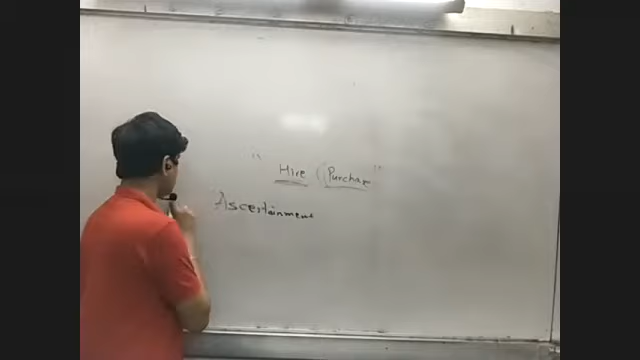 " Hire (Purchase "
Ascertainment